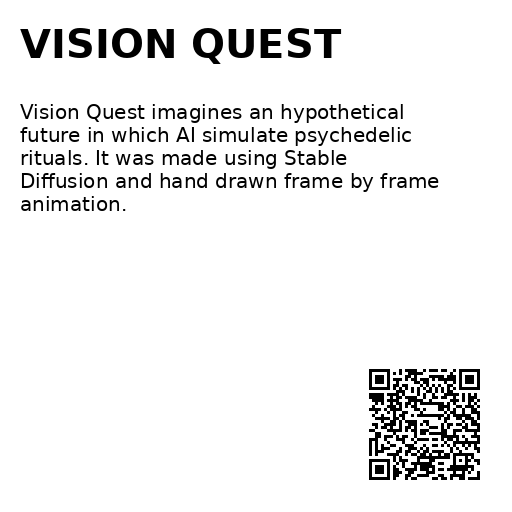 VISION QUEST
Vision Quest imagines an hypothetical
future in which AI simulate psychedelic
rituals. It was made using Stable
Diffusion and hand drawn frame by frame
animation.